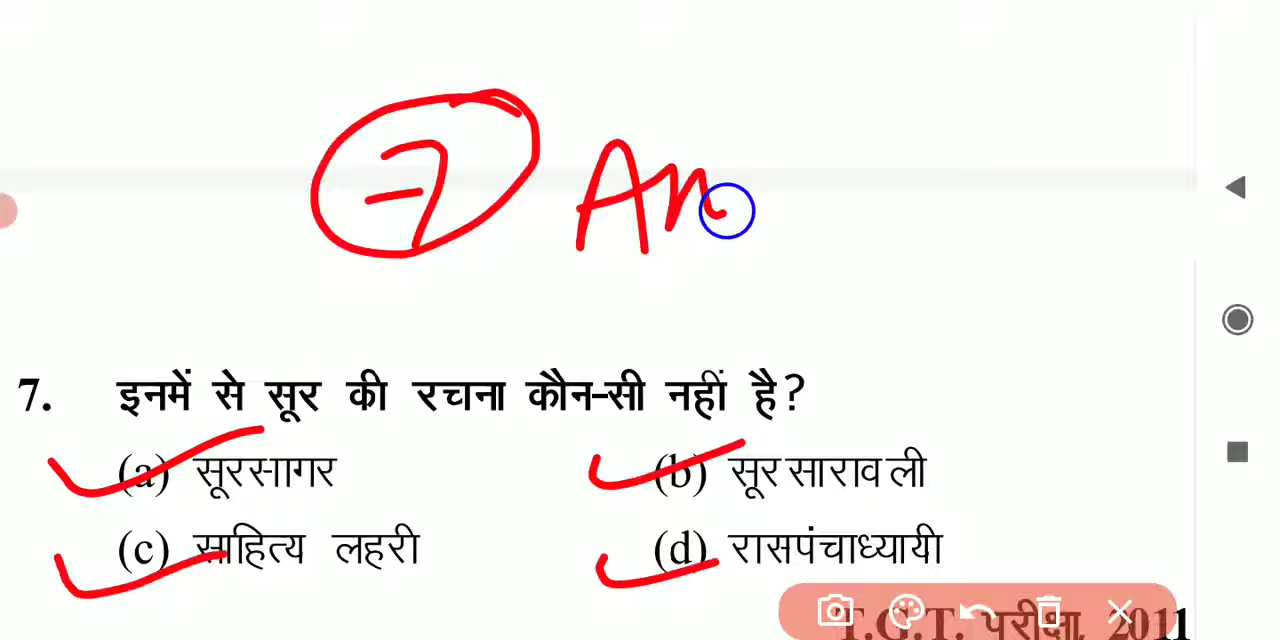 7 An
7. इनमें से सूर की रचना कौन-सी नहीं है?
(a) सूरसागर (b) सूर सारावली
(c) साहित्य लहरी (d) रासपंचाध्यायी
T.G.T. परीक्षा, 2011